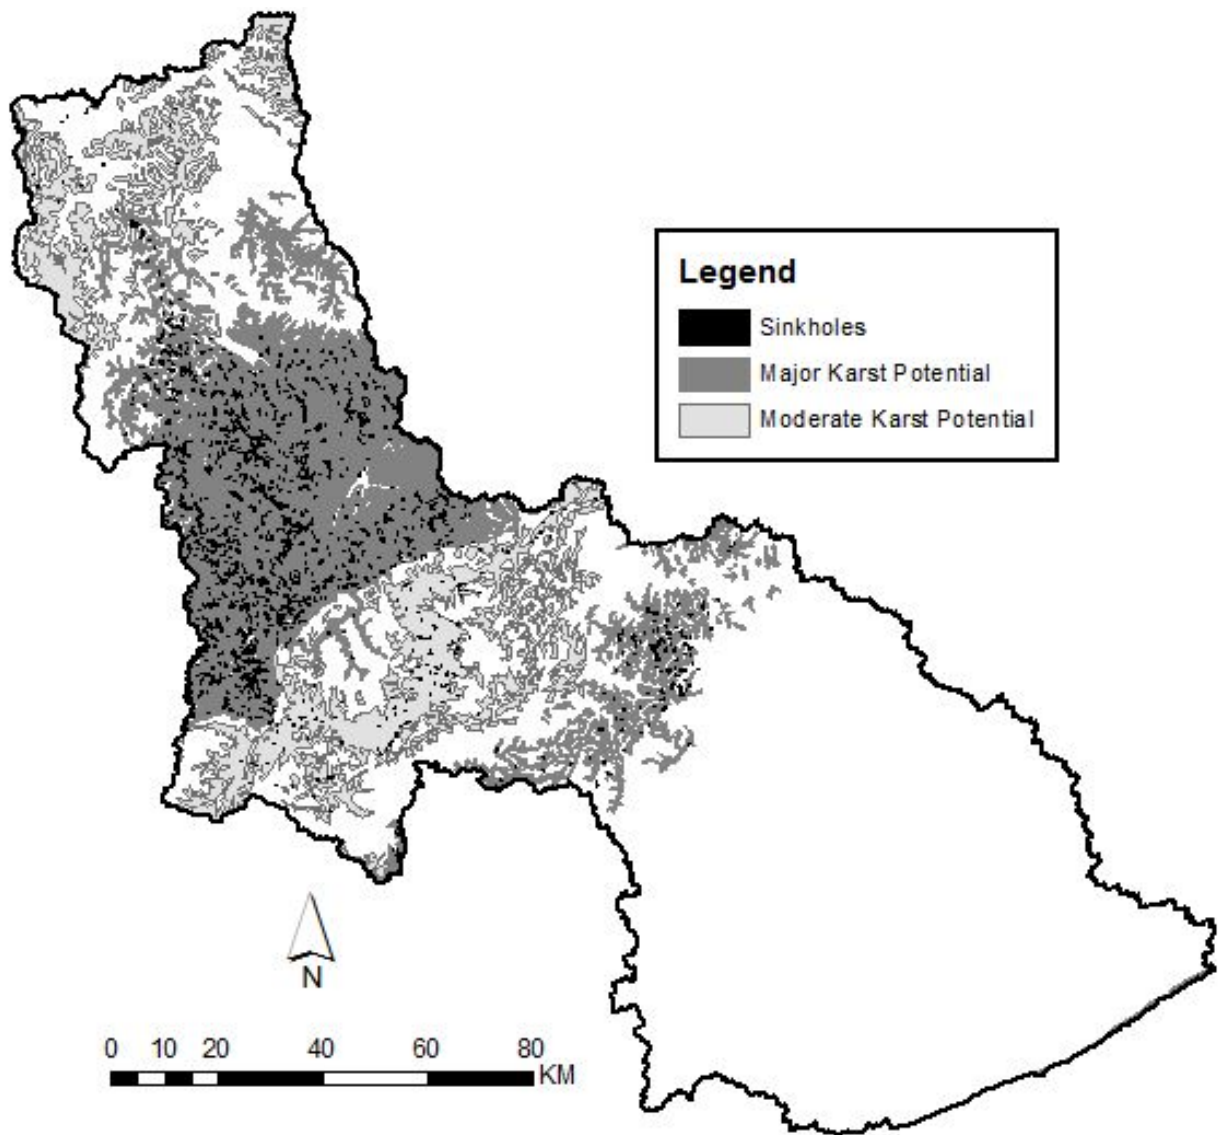 Legend
Sinkholes
Major Karst Potential
Moderate Karst Potential
N
0 10 20 40 60 80
KM